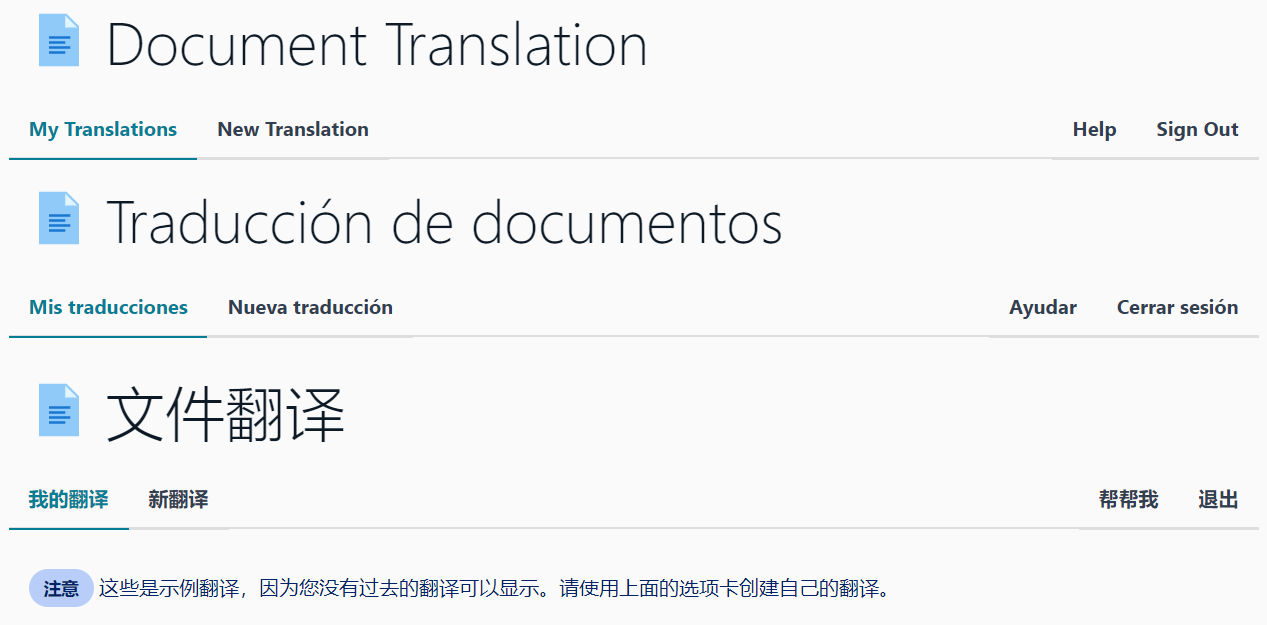 Document Translation
My Translations New Translation Help Sign Out
Traducción de documentos
Mis traducciones Nueva traducción Ayudar Cerrar sesión
文件翻译
我的翻译 新翻译 帮帮我 退出
注意 这些是示例翻译，因为您没有过去的翻译可以显示。请使用上面的选项卡创建自己的翻译。